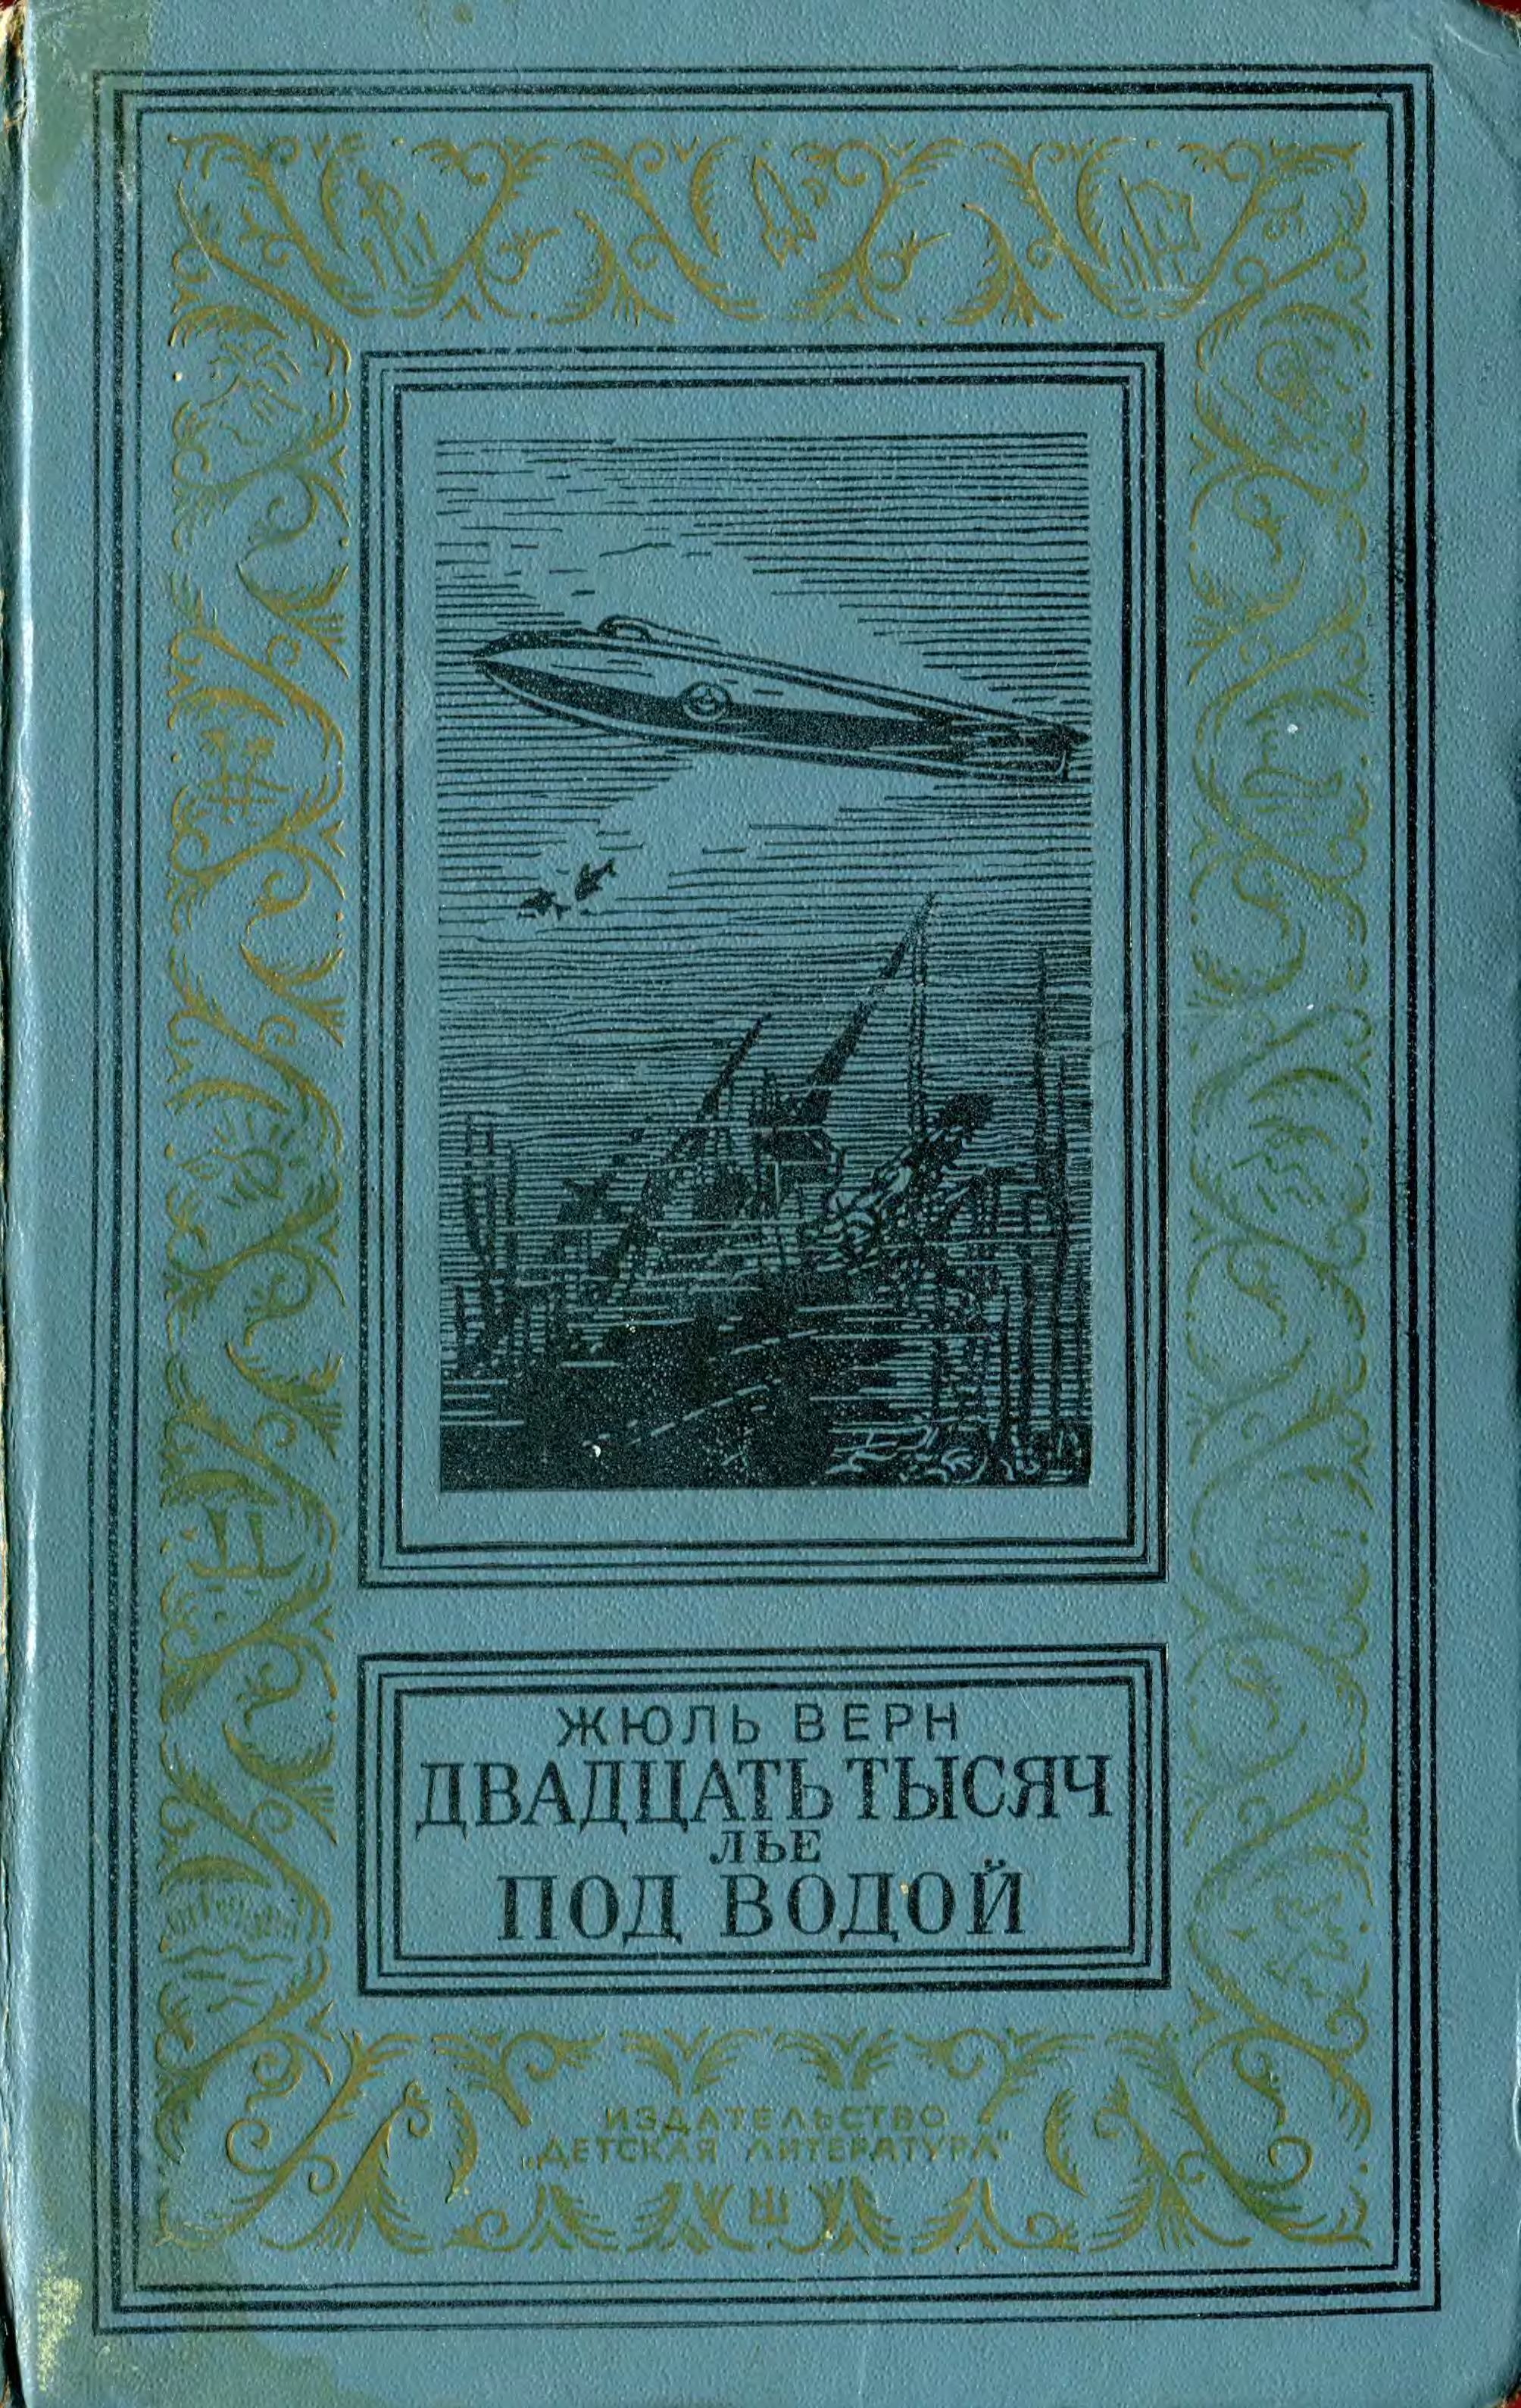 ЖЮЛЬ ВЕРН
ДВАДЦАТЬ ТЫСЯЧ
ЛЬЕ
ПОД ВОДОЙ
ИЗДАТЕЛЬСТВО
„ДЕТСКАЯ ЛИТЕРАТУРА"
Ш